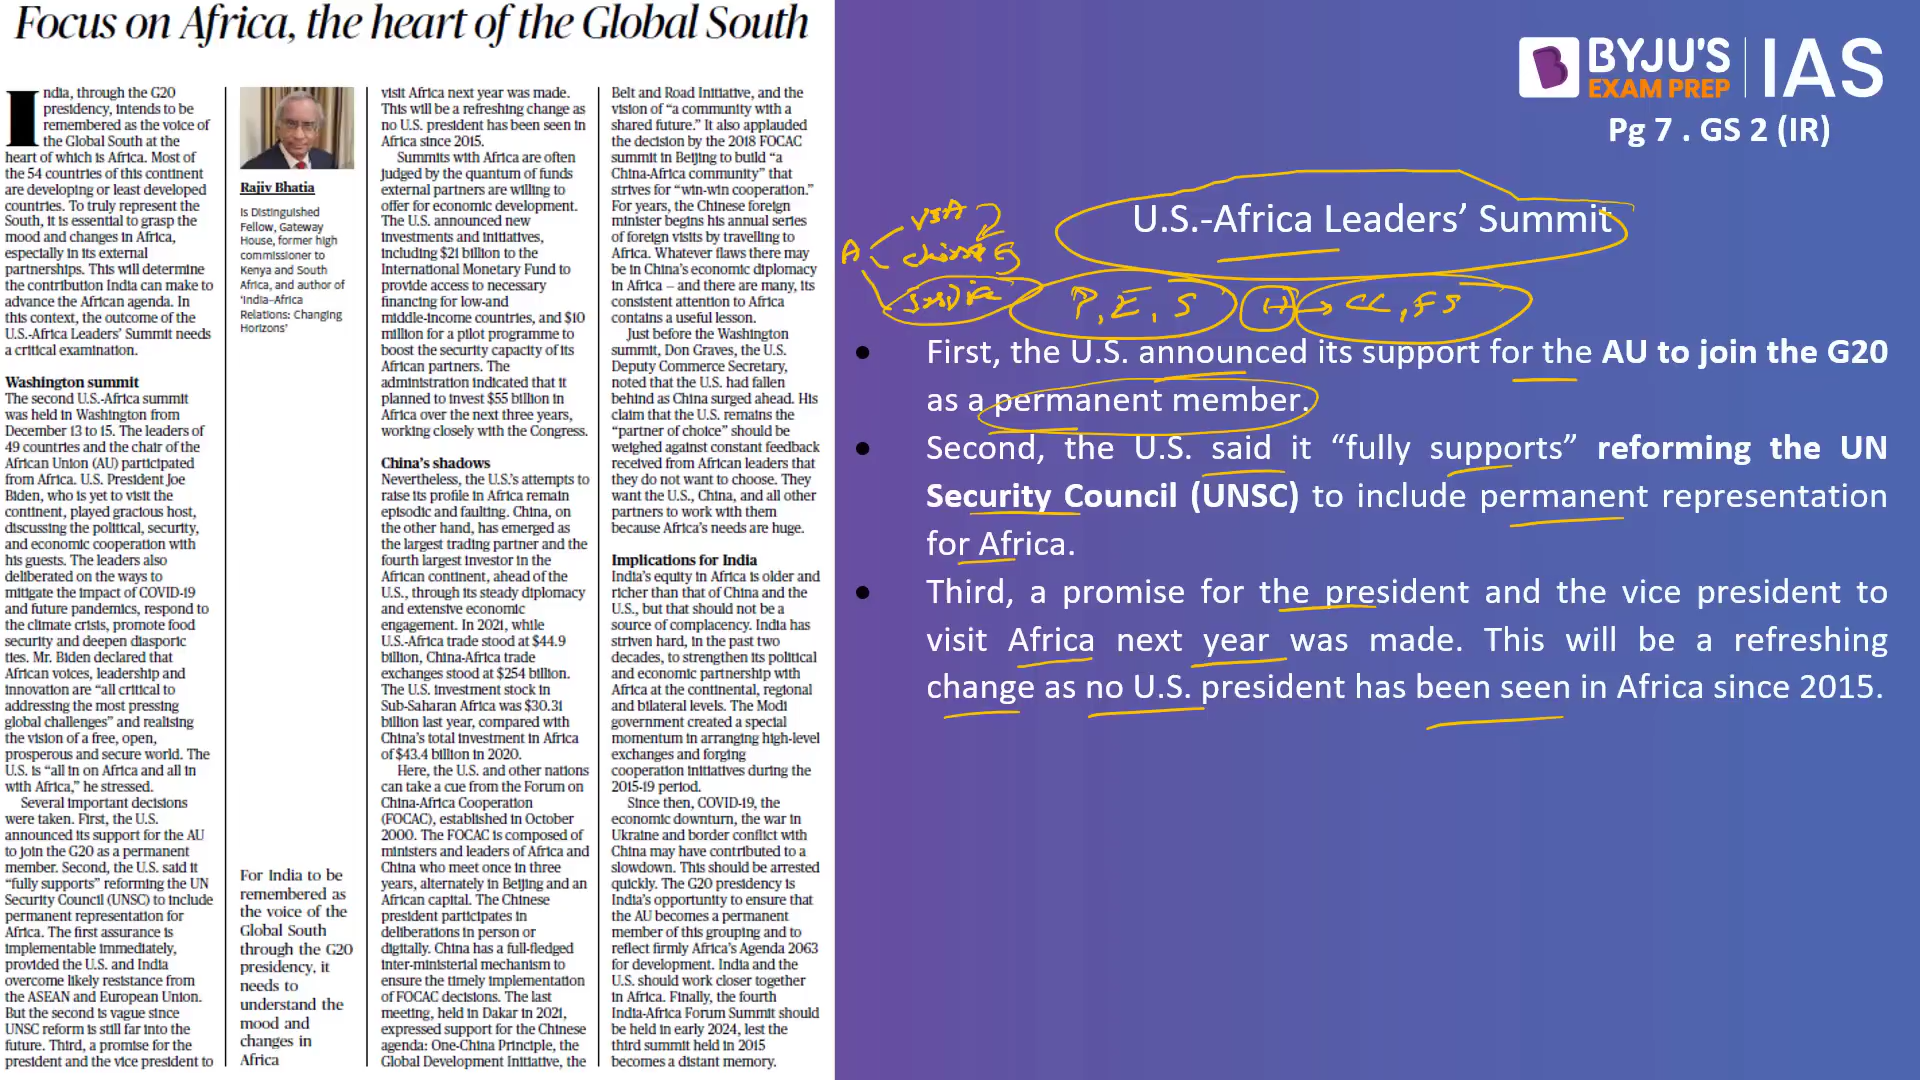 Focus on Africa, the heart of the Global South
India, through the G20
presidency, intends to be
remembered as the voice of
the Global South at the
heart of which is Africa. Most of
the 54 countries of this continent
are developing or least developed
countries. To truly represent the
South, it is essential to grasp the
mood and changes in Africa,
especially in its external
partnerships. This will determine
the contribution India can make to
advance the African agenda. In
this context, the outcome of the
U.S.-Africa Leaders’ Summit needs
a critical examination.
Washington summit
The second U.S.-Africa summit
was held in Washington from
December 13 to 15. The leaders of
49 countries and the chair of the
African Union (AU) participated
from Africa. U.S. President Joe
Biden, who is yet to visit the
continent, played gracious host,
discussing the political, security,
and economic cooperation with
his guests. The leaders also
deliberated on the ways to
mitigate the impact of COVID-19
and future pandemics, respond to
the climate crisis, promote food
security and deepen diasporic
ties. Mr. Biden declared that
African voices, leadership and
innovation are “all critical to
addressing the most pressing
global challenges” and realising
the vision of a free, open,
prosperous and secure world. The
U.S. is “all in on Africa and all in
with Africa,” he stressed.
Several important decisions
were taken. First, the U.S.
announced its support for the AU
to join the G20 as a permanent
member. Second, the U.S. said it
“fully supports” reforming the UN
Security Council (UNSC) to include
permanent representation for
Africa. The first assurance is
implementable immediately,
provided the U.S. and India
overcome likely resistance from
the ASEAN and European Union.
But the second is vague since
UNSC reform is still far into the
future. Third, a promise for the
president and the vice president to
Rajiv Bhatia
Is Distinguished
Fellow, Gateway
House, former high
commissioner to
Kenya and South
Africa, and author of
‘India–Africa
Relations: Changing
Horizons’
For India to be
remembered as
the voice of the
Global South
through the G20
presidency, it
needs to
understand the
mood and
changes in
Africa
visit Africa next year was made.
This will be a refreshing change as
no U.S. president has been seen in
Africa since 2015.
Summits with Africa are often
judged by the quantum of funds
external partners are willing to
offer for economic development.
The U.S. announced new
investments and initiatives,
including $21 billion to the
International Monetary Fund to
provide access to necessary
financing for low-and
middle-income countries, and $10
million for a pilot programme to
boost the security capacity of its
African partners. The
administration indicated that it
planned to invest $55 billion in
Africa over the next three years,
working closely with the Congress.
China’s shadows
Nevertheless, the U.S.’s attempts to
raise its profile in Africa remain
episodic and faulting. China, on
the other hand, has emerged as
the largest trading partner and the
fourth largest investor in the
African continent, ahead of the
U.S., through its steady diplomacy
and extensive economic
engagement. In 2021, while
U.S.-Africa trade stood at $44.9
billion, China-Africa trade
exchanges stood at $254 billion.
The U.S. investment stock in
Sub-Saharan Africa was $30.31
billion last year, compared with
China’s total investment in Africa
of $43.4 billion in 2020.
Here, the U.S. and other nations
can take a cue from the Forum on
China-Africa Cooperation
(FOCAC), established in October
2000. The FOCAC is composed of
ministers and leaders of Africa and
China who meet once in three
years, alternately in Beijing and an
African capital. The Chinese
president participates in
deliberations in person or
digitally. China has a full-fledged
inter-ministerial mechanism to
ensure the timely implementation
of FOCAC decisions. The last
meeting, held in Dakar in 2021,
expressed support for the Chinese
agenda: One-China Principle, the
Global Development Initiative, the
Belt and Road Initiative, and the
vision of “a community with a
shared future.” It also applauded
the decision by the 2018 FOCAC
summit in Beijing to build “a
China-Africa community” that
strives for “win-win cooperation.”
For years, the Chinese foreign
minister begins his annual series
of foreign visits by travelling to
Africa. Whatever flaws there may
be in China’s economic diplomacy
in Africa – and there are many, its
consistent attention to Africa
contains a useful lesson.
Just before the Washington
summit, Don Graves, the U.S.
Deputy Commerce Secretary,
noted that the U.S. had fallen
behind as China surged ahead. His
claim that the U.S. remains the
“partner of choice” should be
weighed against constant feedback
received from African leaders that
they do not want to choose. They
want the U.S., China, and all other
partners to work with them
because Africa’s needs are huge.
Implications for India
India’s equity in Africa is older and
richer than that of China and the
U.S., but that should not be a
source of complacency. India has
striven hard, in the past two
decades, to strengthen its political
and economic partnership with
Africa at the continental, regional
and bilateral levels. The Modi
government created a special
momentum in arranging high-level
exchanges and forging
cooperation initiatives during the
2015-19 period.
Since then, COVID-19, the
economic downturn, the war in
Ukraine and border conflict with
China may have contributed to a
slowdown. This should be arrested
quickly. The G20 presidency is
India’s opportunity to ensure that
the AU becomes a permanent
member of this grouping and to
reflect firmly Africa’s Agenda 2063
for development. India and the
U.S. should work closer together
in Africa. Finally, the fourth
India-Africa Forum Summit should
be held in early 2024, lest the
third summit held in 2015
becomes a distant memory.
BYJU'S
EXAM PREP
IAS
Pg 7 . GS 2 (IR)
U.S.-Africa Leaders’ Summit
USA
A
China
India
P, E, S
H → CC, FS
● First, the U.S. announced its support for the AU to join the G20
as a permanent member.
● Second, the U.S. said it “fully supports” reforming the UN
Security Council (UNSC) to include permanent representation
for Africa.
● Third, a promise for the president and the vice president to
visit Africa next year was made. This will be a refreshing
change as no U.S. president has been seen in Africa since 2015.